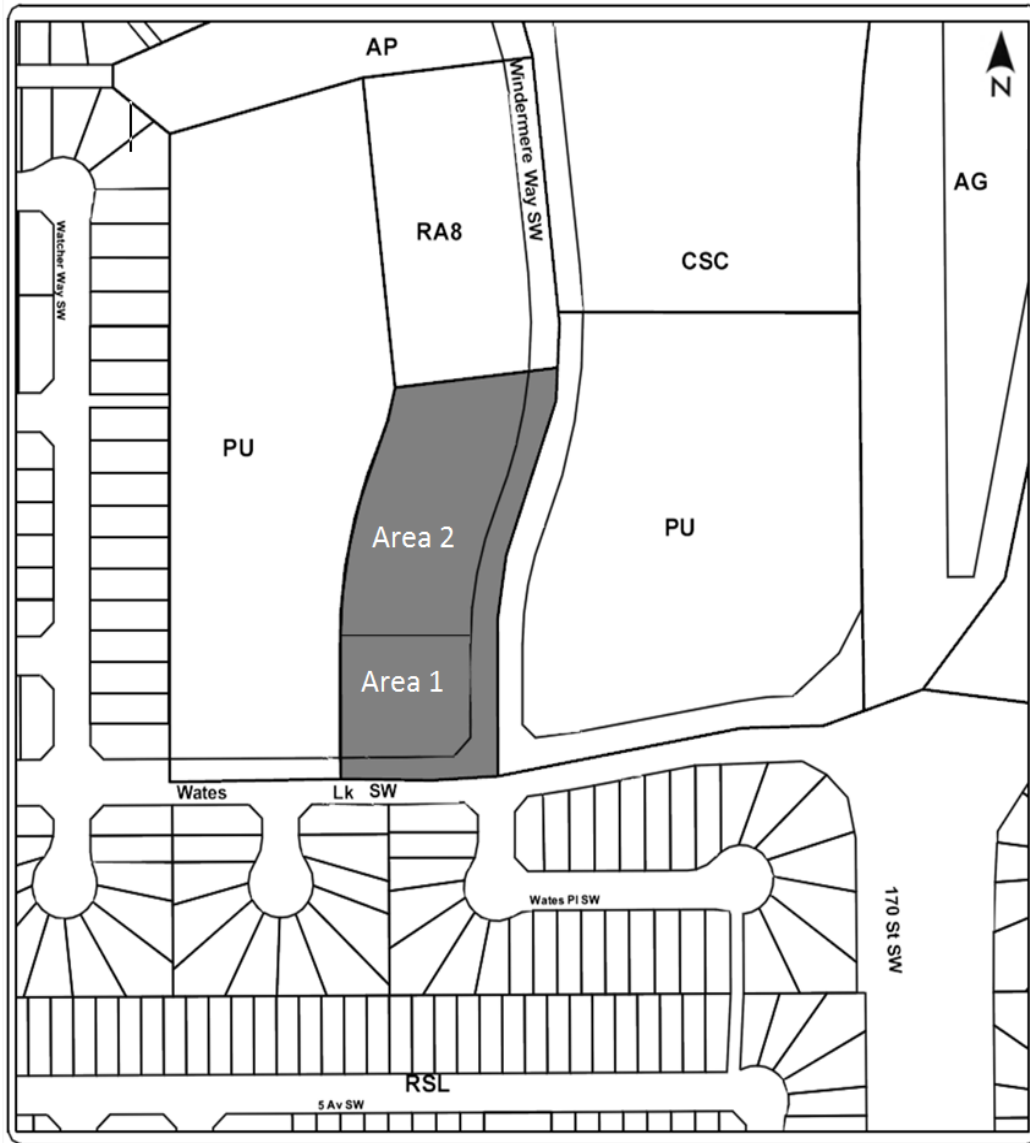 AP
N
Windermere Way SW
AG
RA8
CSC
Watcher Way SW
PU
PU
Area 2
Area 1
Wates Lk SW
Wates Pl SW
170 St SW
RSL
5 Av SW